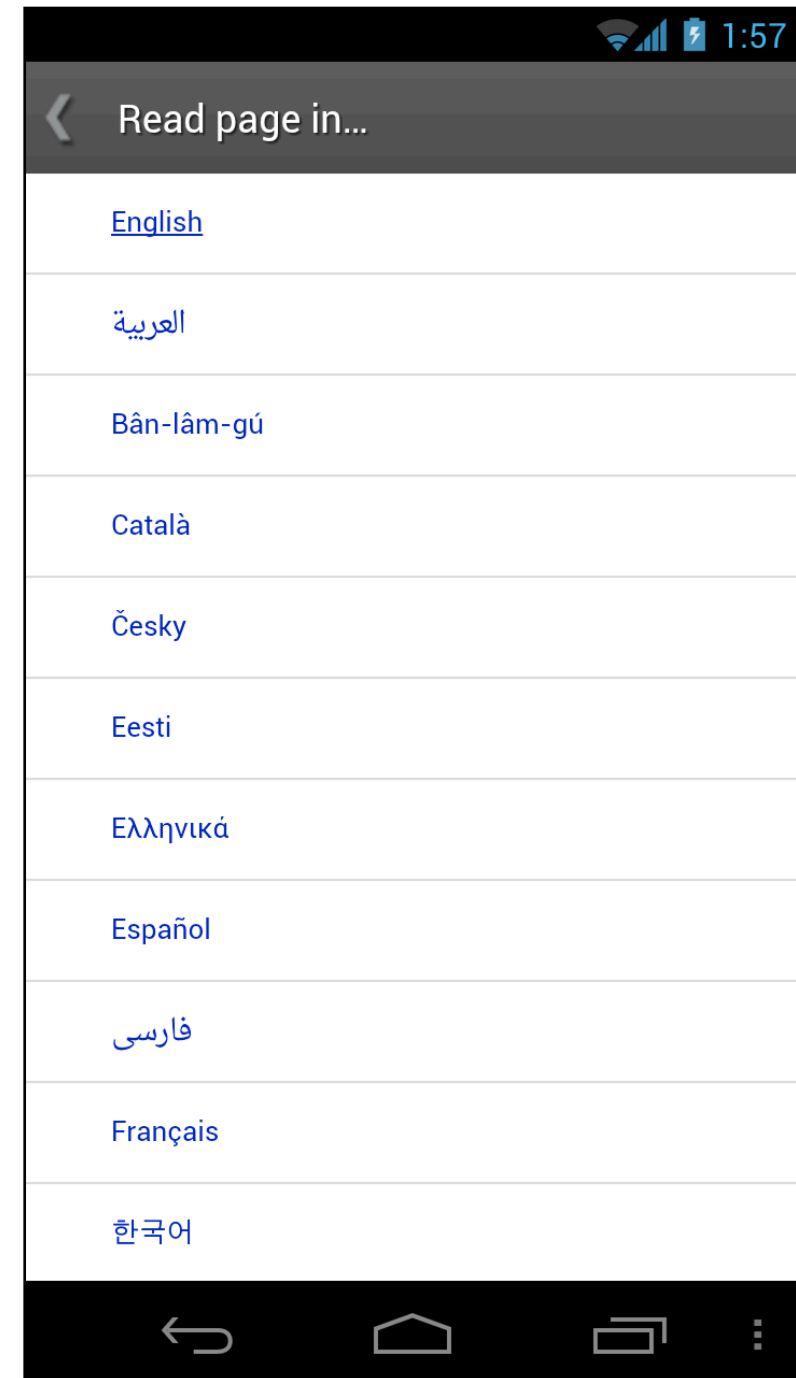 1:57
Read page in…
English
العربية
Bân-lâm-gú
Català
Česky
Eesti
Ελληνικά
Español
فارسی
Français
한국어